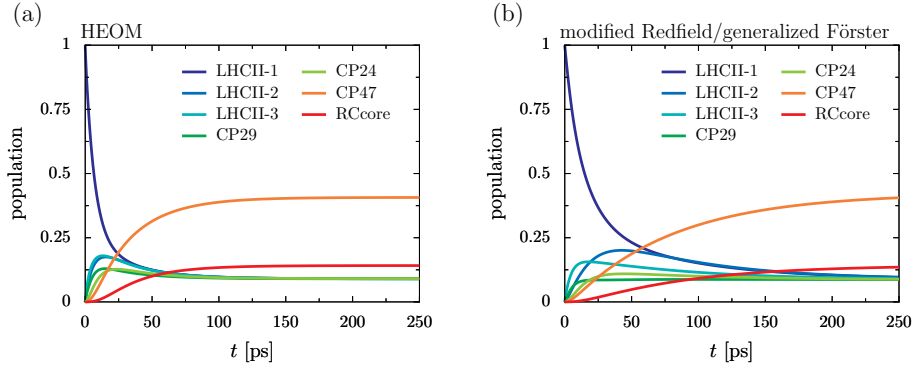 (a)
HEOM
1
0.75
0.5
0.25
0
population
LHCII-1
LHCII-2
LHCII-3
CP29
CP24
CP47
RCcore
0
50
100
150
200
250
t [ps]
(b)
modified Redfield/generalized Förster
1
0.75
0.5
0.25
0
population
LHCII-1
LHCII-2
LHCII-3
CP29
CP24
CP47
RCcore
0
50
100
150
200
250
t [ps]